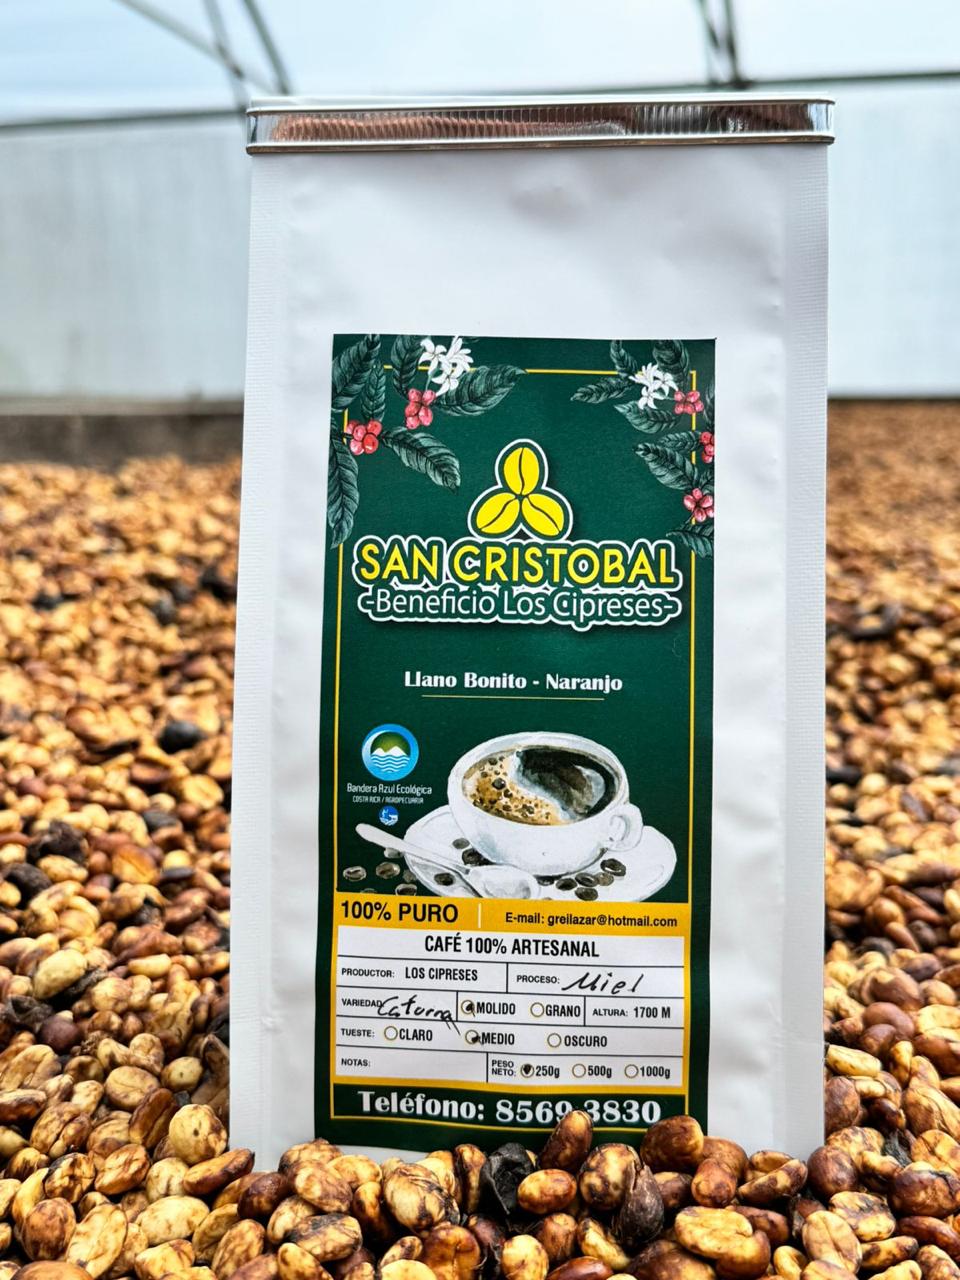 SAN CRISTOBAL
-Beneficio Los Cipreses-
Llano Bonito - Naranjo
Bandera Azul Ecológica
COSTA RICA / AGROPECUARIA
100% PURO E-mail: greilazar@hotmail.com
CAFÉ 100% ARTESANAL
PRODUCTOR: LOS CIPRESES PROCESO: Miel
VARIEDAD Caturra MOLIDO GRANO ALTURA: 1700 M
TUESTE: CLARO MEDIO OSCURO
NOTAS: PESO NETO: 250g 500g 1000g
Teléfono: 8569 3830